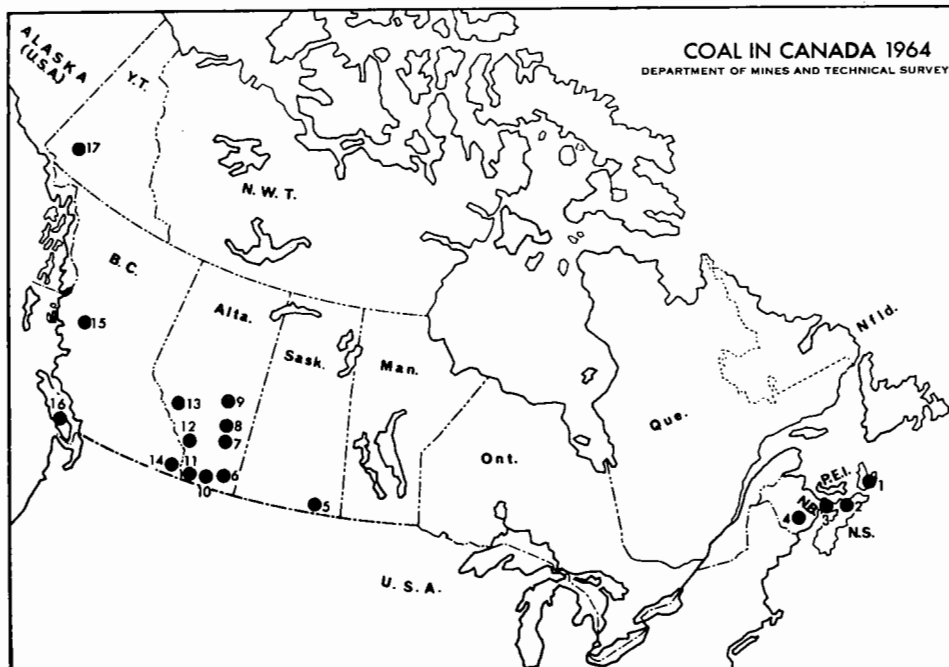 COAL IN CANADA 1964
DEPARTMENT OF MINES AND TECHNICAL SURVEY
ALASKA
(U.S.A)
Y.T.
17
N.W.T.
B.C.
15
Alta.
Sask.
Man.
Ont.
Que.
Nfld.
16
13
9
8
7
12
14
11
10
6
5
P.E.I.
1
N.B.
4
3
2
N.S.
U.S.A.